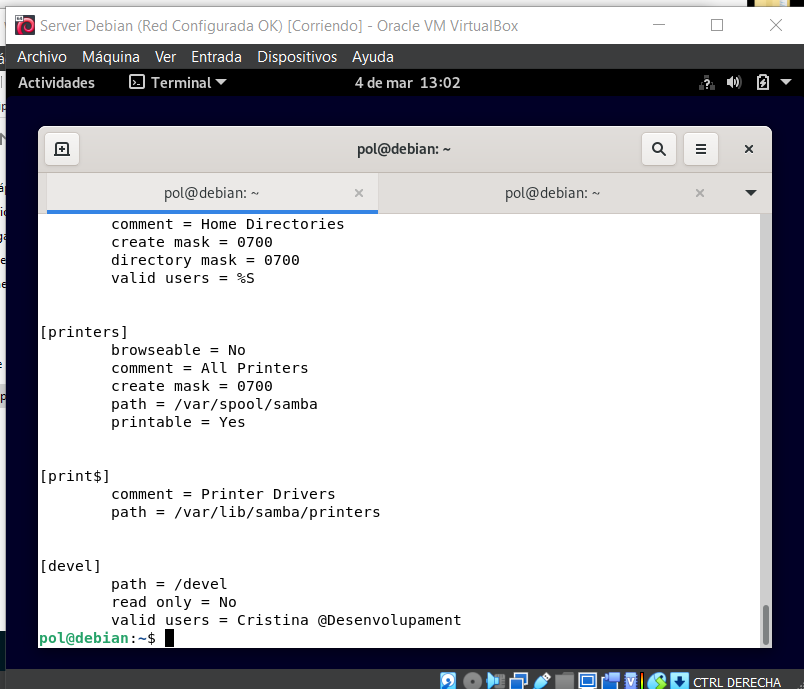 Server Debian (Red Configurada OK) [Corriendo] - Oracle VM VirtualBox
Archivo Máquina Ver Entrada Dispositivos Ayuda
Actividades Terminal 4 de mar 13:02
pol@debian: ~
pol@debian: ~ pol@debian: ~
comment = Home Directories
create mask = 0700
directory mask = 0700
valid users = %S
[printers]
browseable = No
comment = All Printers
create mask = 0700
path = /var/spool/samba
printable = Yes
[print$]
comment = Printer Drivers
path = /var/lib/samba/printers
[devel]
path = /devel
read only = No
valid users = Cristina @Desenvolupament
pol@debian:~$
CTRL DERECHA